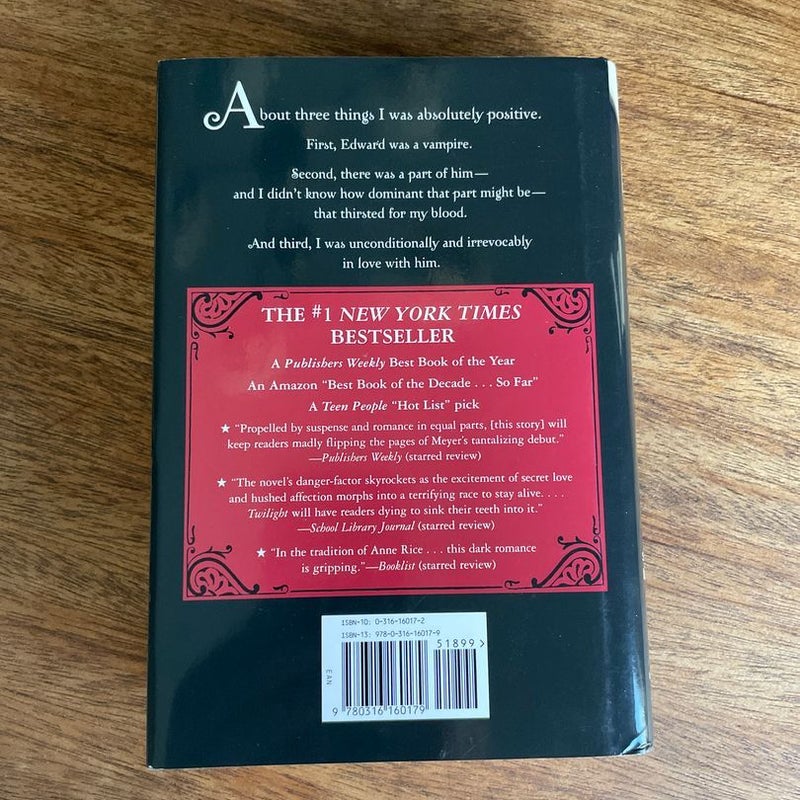 About three things I was absolutely positive.
First, Edward was a vampire.
Second, there was a part of him—
and I didn't know how dominant that part might be—
that thirsted for my blood.
And third, I was unconditionally and irrevocably
in love with him.
THE #1 NEW YORK TIMES
BESTSELLER
A Publishers Weekly Best Book of the Year
An Amazon “Best Book of the Decade . . . So Far”
A Teen People “Hot List” pick
★ “Propelled by suspense and romance in equal parts, [this story] will
keep readers madly flipping the pages of Meyer's tantalizing debut.”
—Publishers Weekly (starred review)
★ “The novel's danger-factor skyrockets as the excitement of secret love
and hushed affection morphs into a terrifying race to stay alive. . . .
Twilight will have readers dying to sink their teeth into it.”
—School Library Journal (starred review)
★ “In the tradition of Anne Rice . . . this dark romance
is gripping.”—Booklist (starred review)
ISBN-10: 0-316-16017-2
ISBN-13: 978-0-316-16017-9
51899>
EAN
9 780316 160179